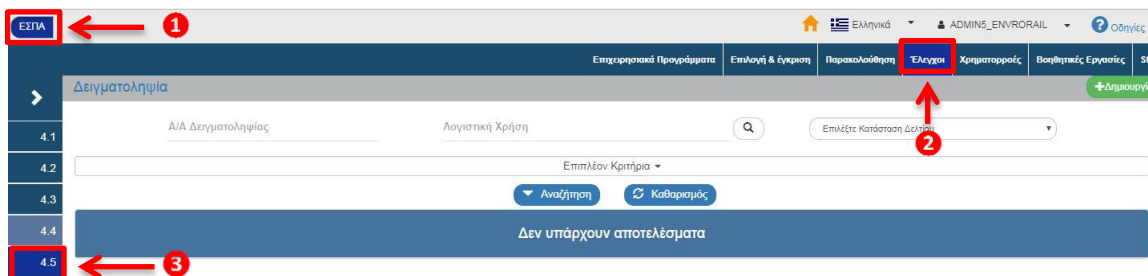 ΕΣΠΑ 1 Ελληνικά ADMIN5_ENVRORAIL ? Οδηγίες
Επιχειρησιακά Προγράμματα Επιλογή & έγκριση Παρακολούθηση Έλεγχοι Χρηματορροές Βοηθητικές Εργασίες
Δειγματοληψία +Δημιουργί
4.1 Α/Α Δειγματοληψίας Λογιστική Χρήση Επιλέξτε Κατάσταση Δελτίου 2
4.2 Επιπλέον Κριτήρια
4.3 Αναζήτηση Καθαρισμός
4.4 Δεν υπάρχουν αποτελέσματα
4.5 3